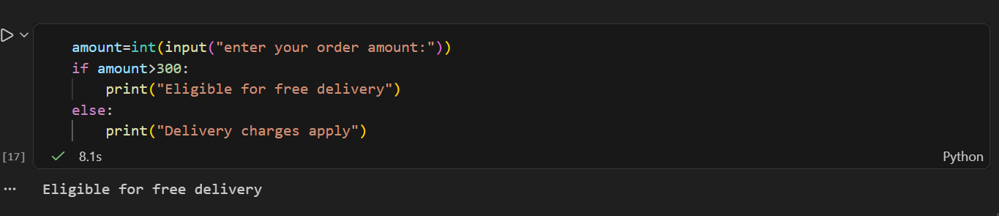 amount=int(input("enter your order amount:"))
if amount>300:
    print("Eligible for free delivery")
else:
    print("Delivery charges apply")
[17]
8.1s
Python
Eligible for free delivery